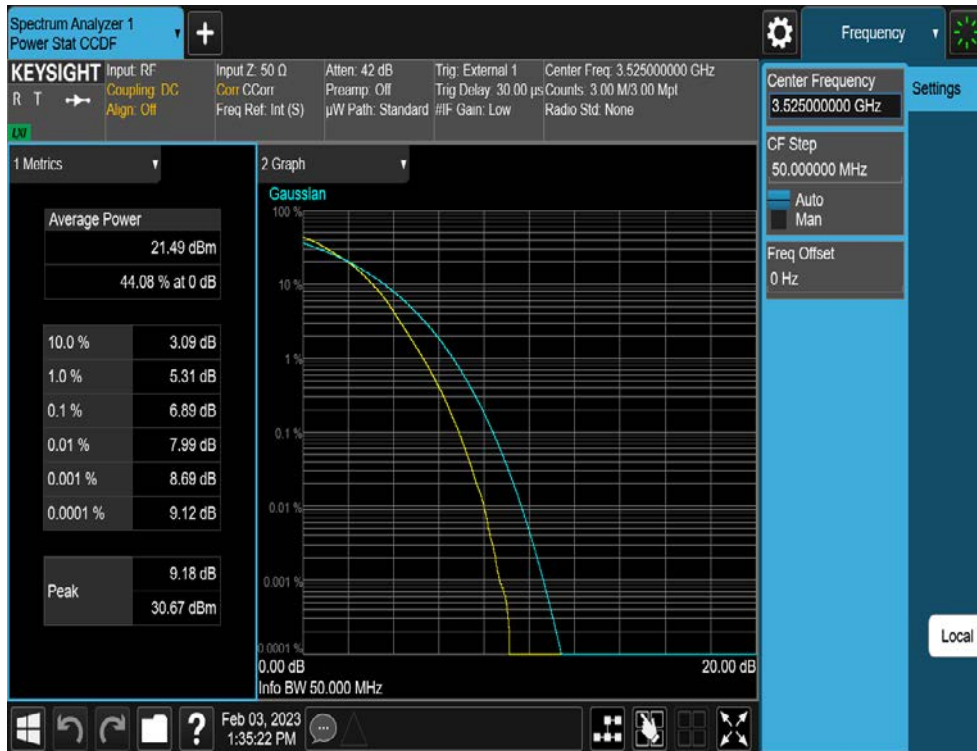 Spectrum Analyzer 1
Power Stat CCDF
+
Frequency
KEYSIGHT
R T
LXI
Input: RF
Coupling: DC
Align: Off
Input Z: 50 Ω
Corr CCorr
Freq Ref: Int (S)
Atten: 42 dB
Preamp: Off
µW Path: Standard
Trig: External 1
Trig Delay: 30.00 µs
#IF Gain: Low
Center Freq: 3.525000000 GHz
Counts: 3.00 M/3.00 Mpt
Radio Std: None
Center Frequency
3.525000000 GHz
Settings
CF Step
50.000000 MHz
Auto
Man
Freq Offset
0 Hz
Local
1 Metrics
Average Power
21.49 dBm
44.08 % at 0 dB
10.0 % 3.09 dB
1.0 % 5.31 dB
0.1 % 6.89 dB
0.01 % 7.99 dB
0.001 % 8.69 dB
0.0001 % 9.12 dB
Peak
9.18 dB
30.67 dBm
2 Graph
Gaussian
100 %
10 %
1 %
0.1 %
0.01 %
0.001 %
0.0001 %
0.00 dB 20.00 dB
Info BW 50.000 MHz
?
Feb 03, 2023
1:35:22 PM